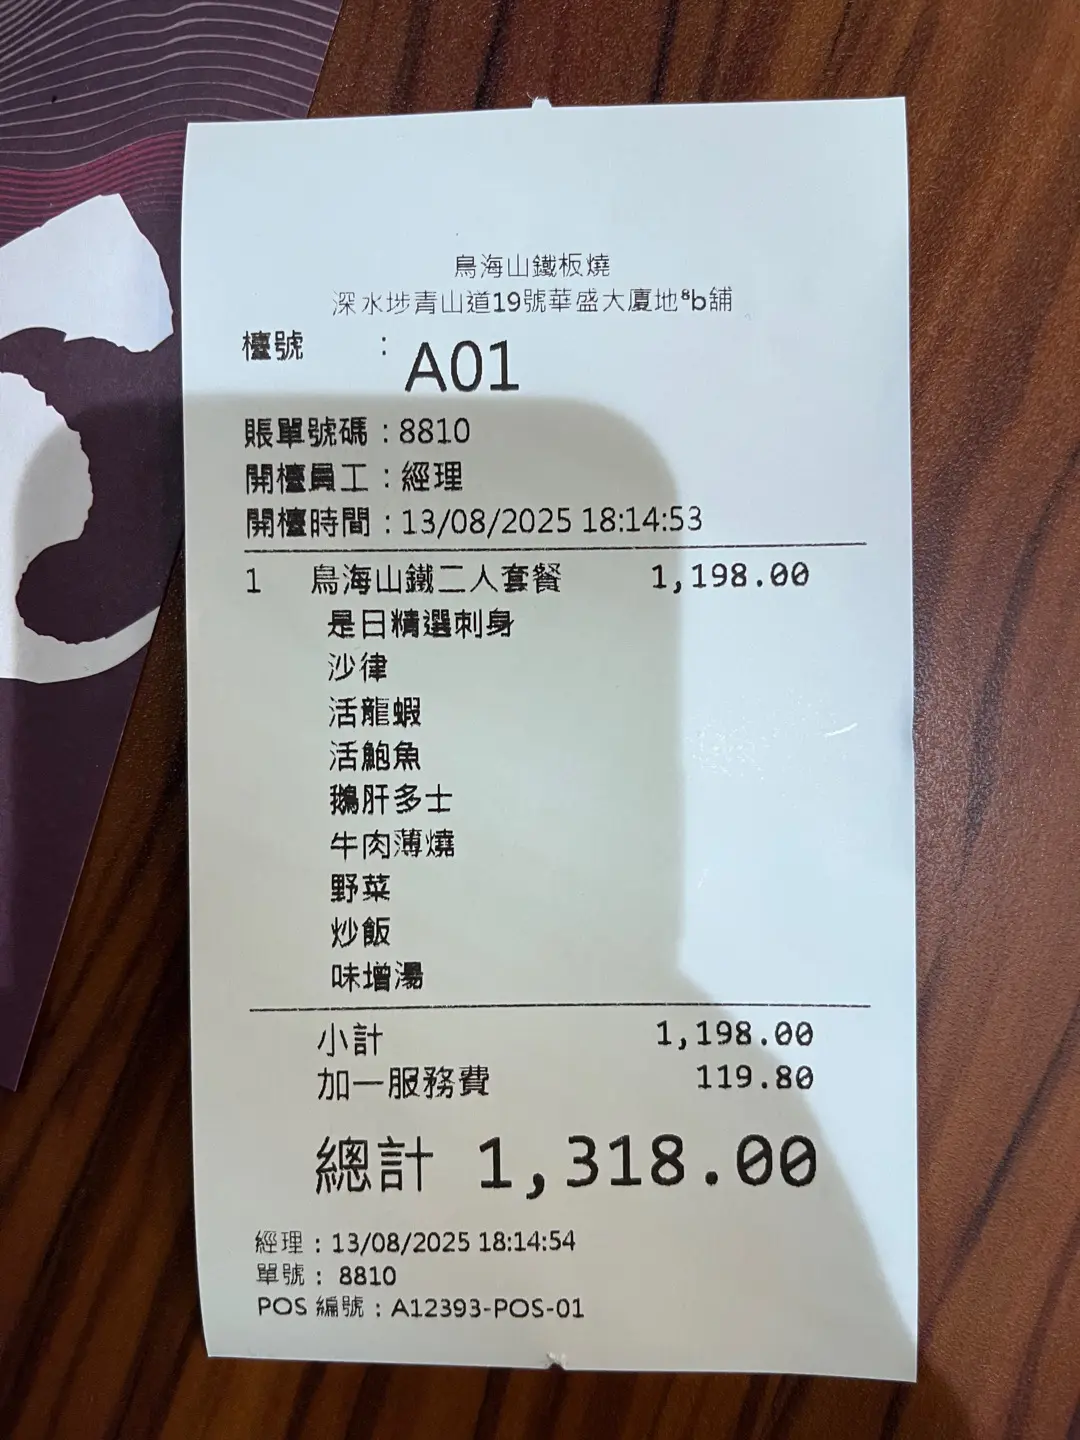 鳥海山鐵板燒
深水埗青山道19號華盛大廈地⁸b舖
檯號 : A01
賬單號碼 : 8810
開檯員工 : 經理
開檯時間 : 13/08/2025 18:14:53
1 鳥海山鐵二人套餐 1,198.00
是日精選刺身
沙律
活龍蝦
活鮑魚
鵝肝多士
牛肉薄燒
野菜
炒飯
味增湯
小計 1,198.00
加一服務費 119.80
總計 1,318.00
經理 : 13/08/2025 18:14:54
單號 : 8810
POS 編號 : A12393-POS-01